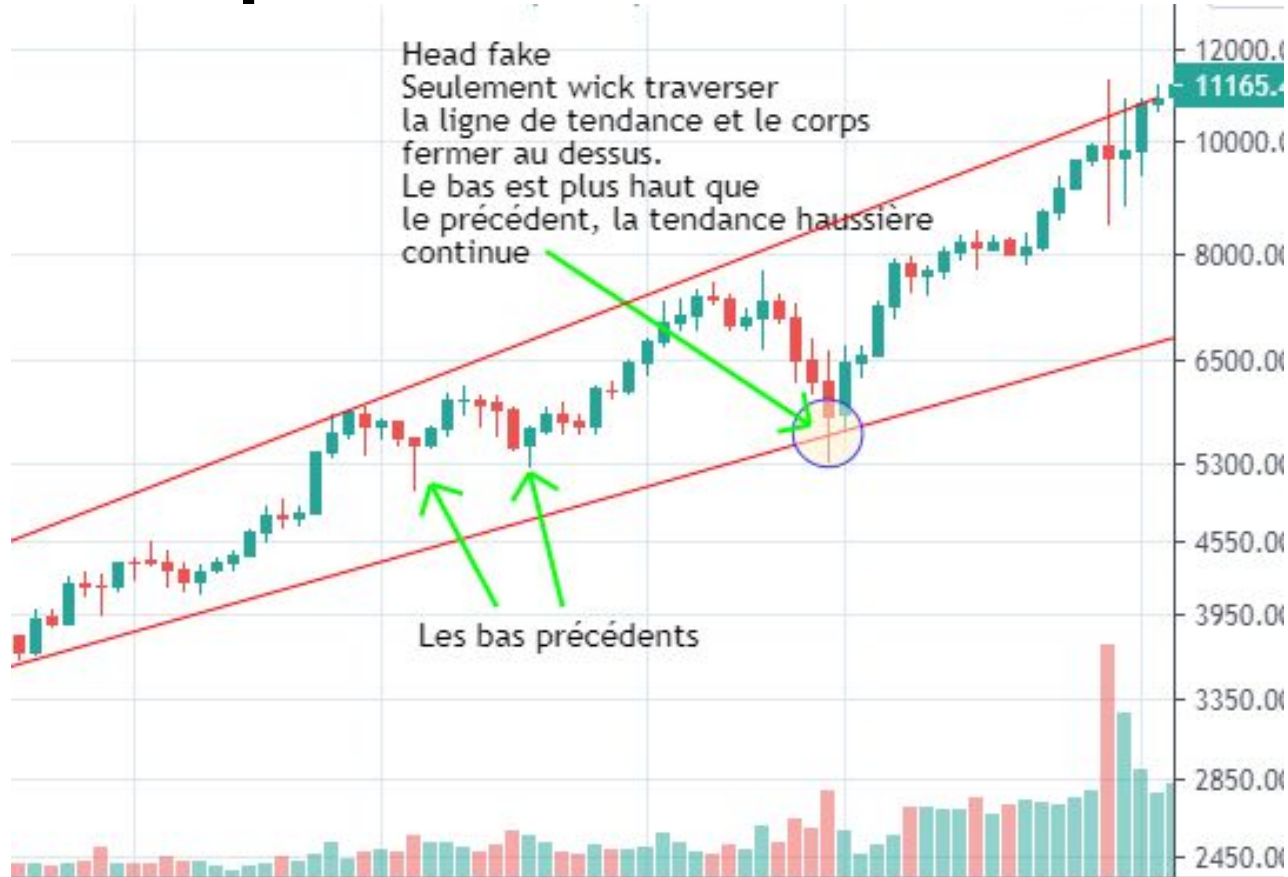 Head fake
Seulement wick traverser
la ligne de tendance et le corps
fermer au dessus.
Le bas est plus haut que
le précédent, la tendance haussière
continue
Les bas précédents
12000.0
11165.4
10000.0
8000.00
6500.00
5300.00
4550.00
3950.00
3350.00
2850.00
2450.00